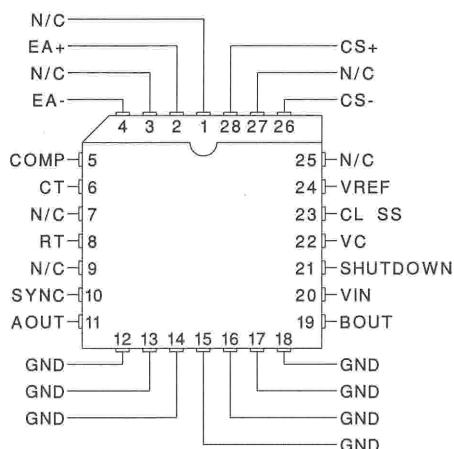 N/C
EA+ CS+
N/C N/C
EA- CS-
4 3 2 1 28 27 26
COMP 5 25 N/C
CT 6 24 VREF
N/C 7 23 CL SS
RT 8 22 VC
N/C 9 21 SHUTDOWN
SYNC 10 20 VIN
AOUT 11 19 BOUT
12 13 14 15 16 17 18
GND GND
GND GND
GND GND
GND